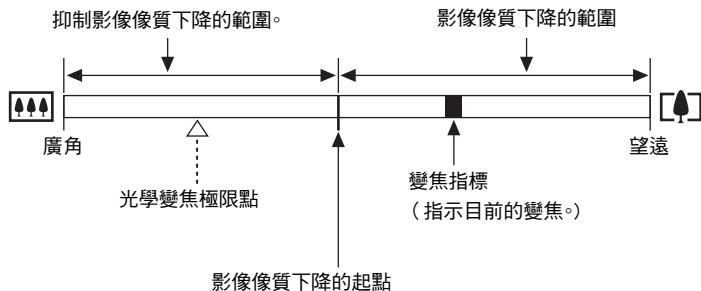 抑制影像像質下降的範圍。
影像像質下降的範圍
廣角
望遠
光學變焦極限點
變焦指標
（指示目前的變焦。）
影像像質下降的起點